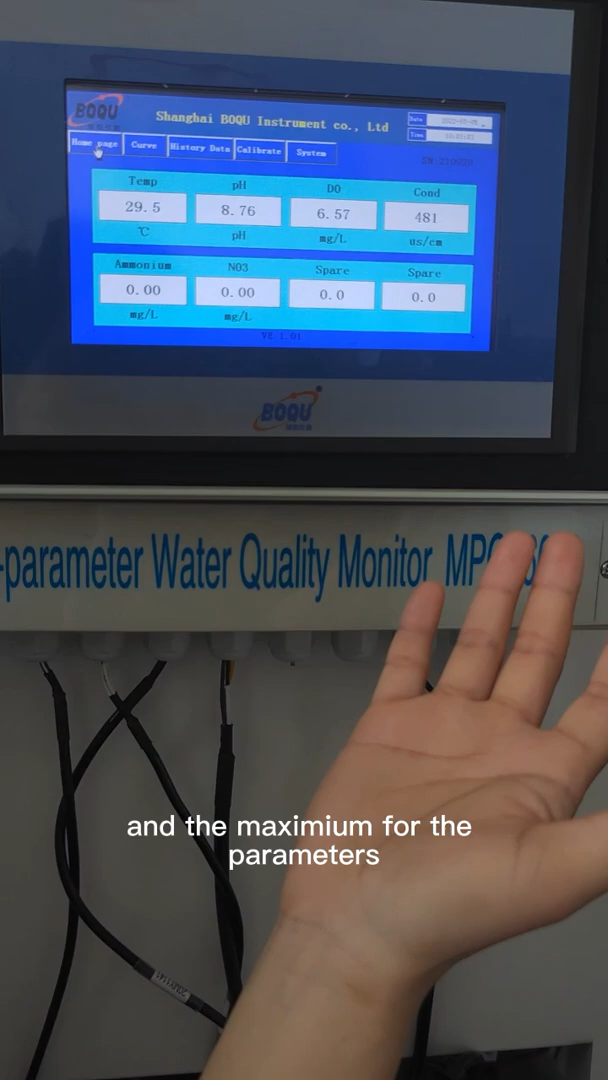 BOQU
Shanghai BOQU Instrument co., Ltd
Date
Time
Home page Curve History Data Calibrate System
Temp pH DO Cond
29.5 8.76 6.57 481
℃ pH mg/L us/cm
Ammonium NO3 Spare Spare
0.00 0.00 0.0 0.0
mg/L mg/L
BOQU
-parameter Water Quality Monitor
and the maximium for the
parameters